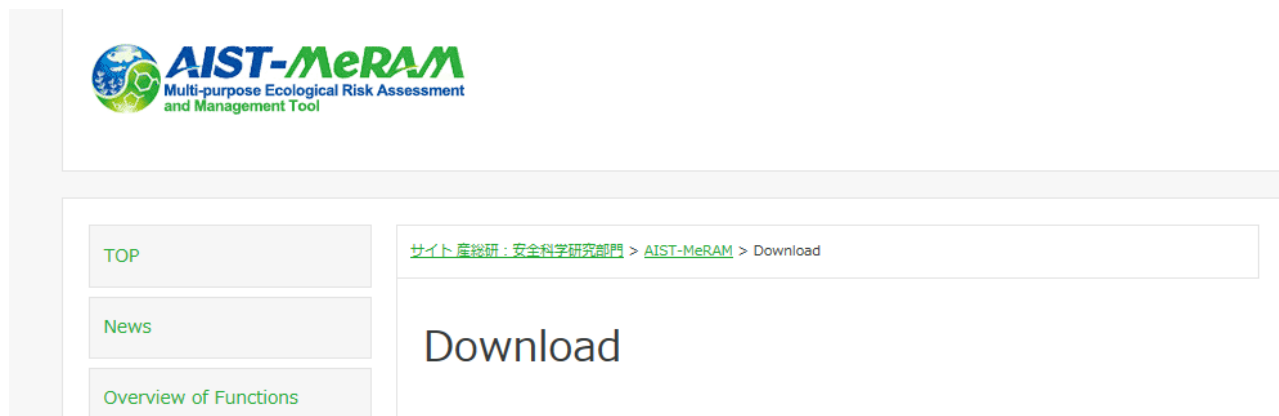 AIST-MeRAM
Multi-purpose Ecological Risk Assessment
and Management Tool
TOP
News
Overview of Functions
サイト 産総研：安全科学研究部門 > AIST-MeRAM > Download
Download